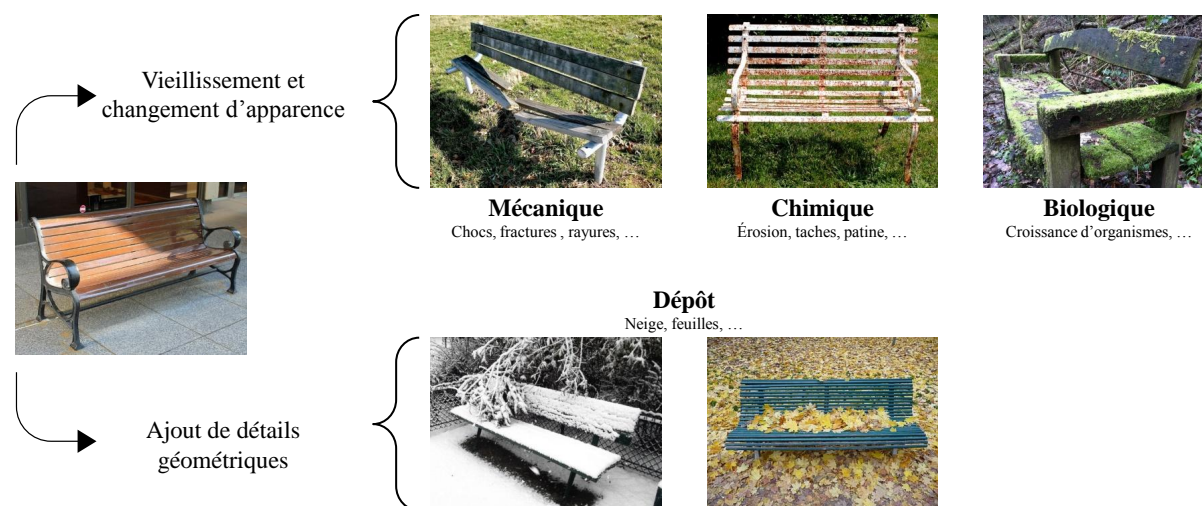 Vieillissement et
changement d’apparence
Mécanique
Chocs, fractures , rayures, …
Chimique
Érosion, taches, patine, …
Biologique
Croissance d’organismes, …
Dépôt
Neige, feuilles, …
Ajout de détails
géométriques